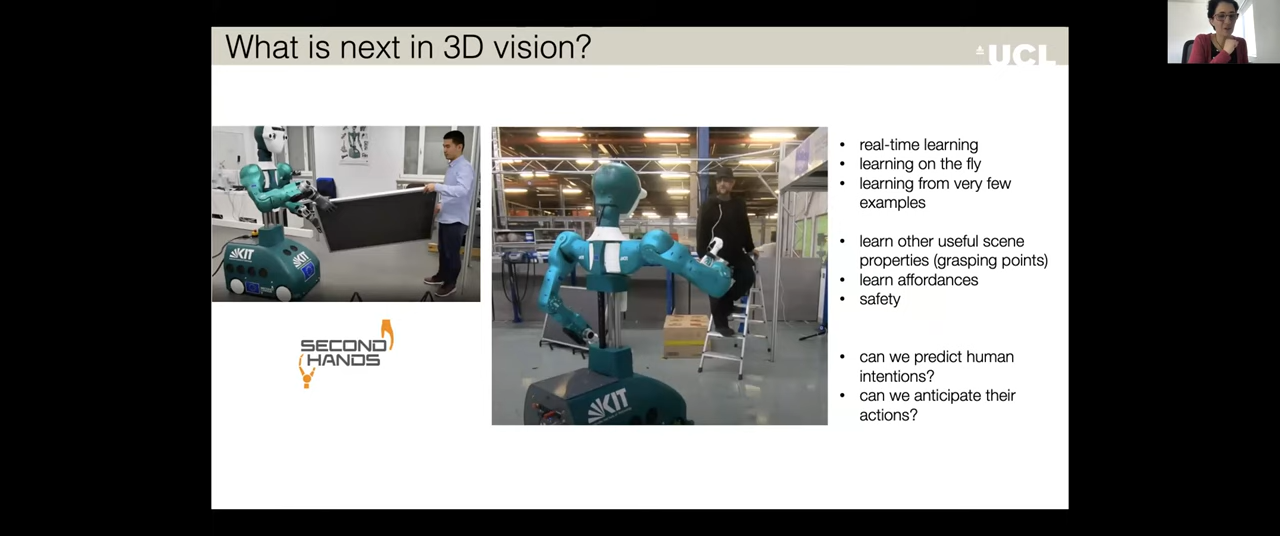 What is next in 3D vision?
UCL
KIT
SECOND
HANDS
KIT
• real-time learning
• learning on the fly
• learning from very few
examples
• learn other useful scene
properties (grasping points)
• learn affordances
• safety
• can we predict human
intentions?
• can we anticipate their
actions?